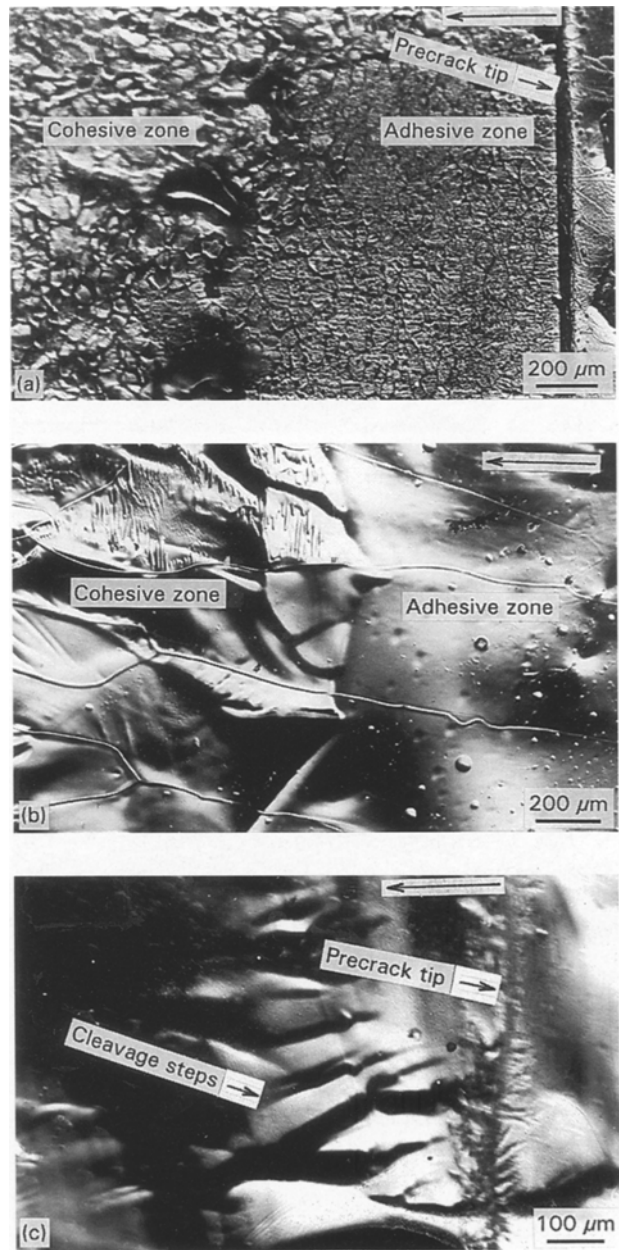 Precrack tip
Cohesive zone
Adhesive zone
200 μm
(a)
Cohesive zone
Adhesive zone
200 μm
(b)
Precrack tip
Cleavage steps
100 μm
(c)